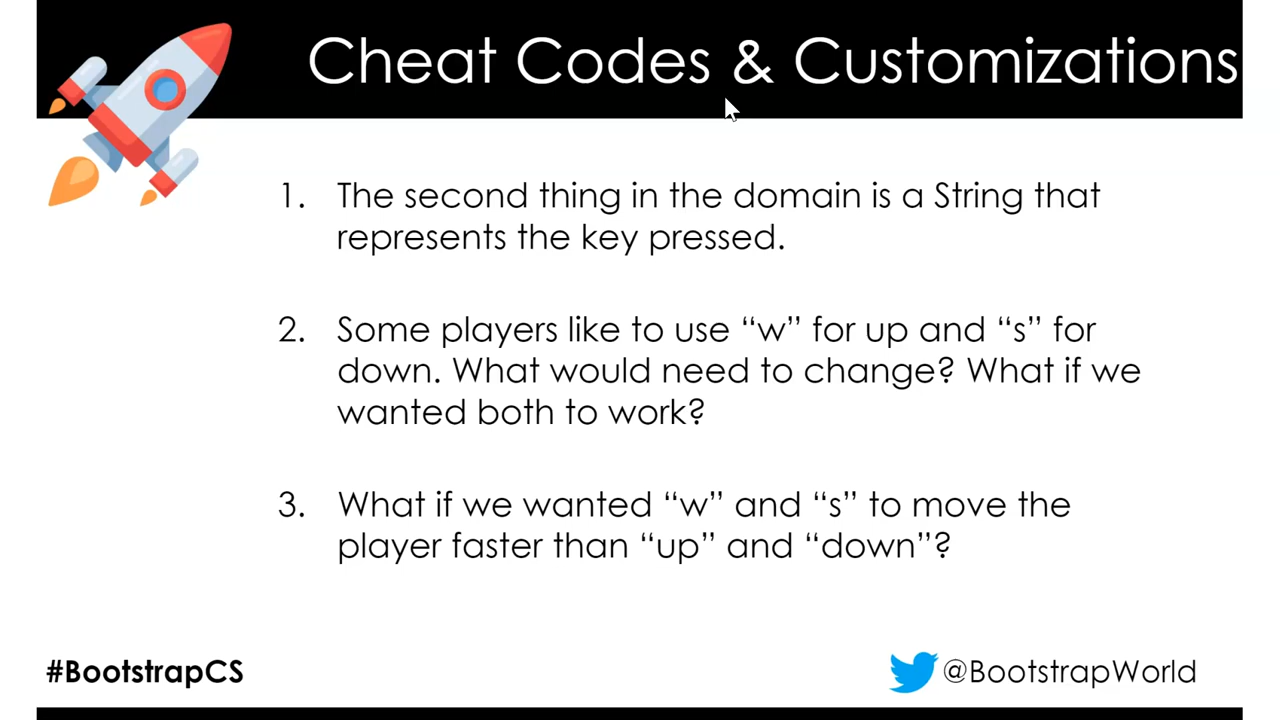 Cheat Codes & Customizations
1. The second thing in the domain is a String that
represents the key pressed.
2. Some players like to use “w” for up and “s” for
down. What would need to change? What if we
wanted both to work?
3. What if we wanted “w” and “s” to move the
player faster than “up” and “down”?
#BootstrapCS
@BootstrapWorld